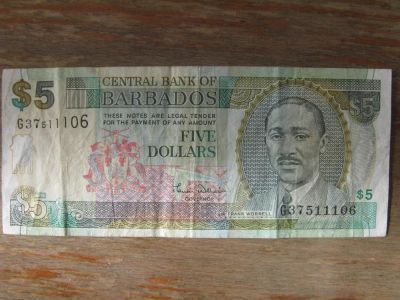 $5
CENTRAL BANK OF
BARBADOS
THESE NOTES ARE LEGAL TENDER
FOR THE PAYMENT OF ANY AMOUNT
$5
G37511106
FIVE
DOLLARS
GOVERNOR
$5
SIR FRANK WORRELL
$5
G37511106